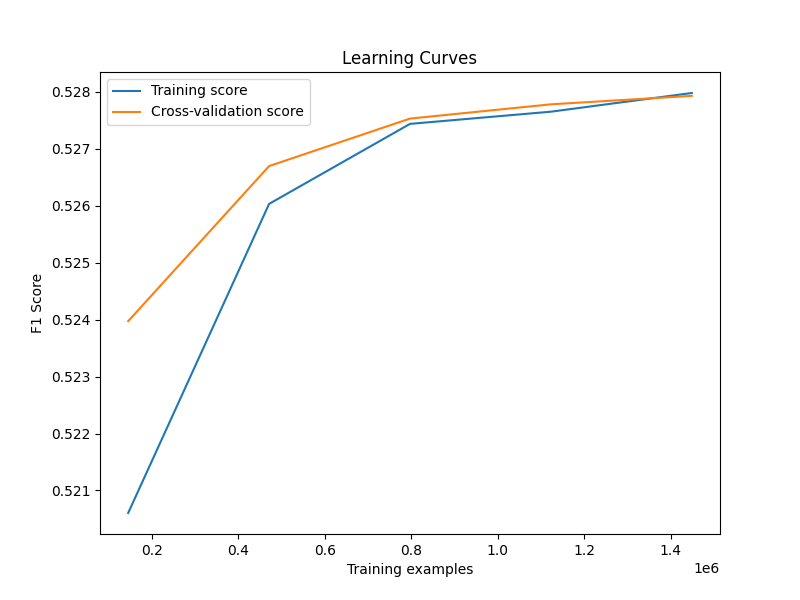 Learning Curves
Training score
Cross-validation score
0.528
0.527
0.526
0.525
0.524
0.523
0.522
0.521
F1 Score
0.2 0.4 0.6 0.8 1.0 1.2 1.4
1e6
Training examples